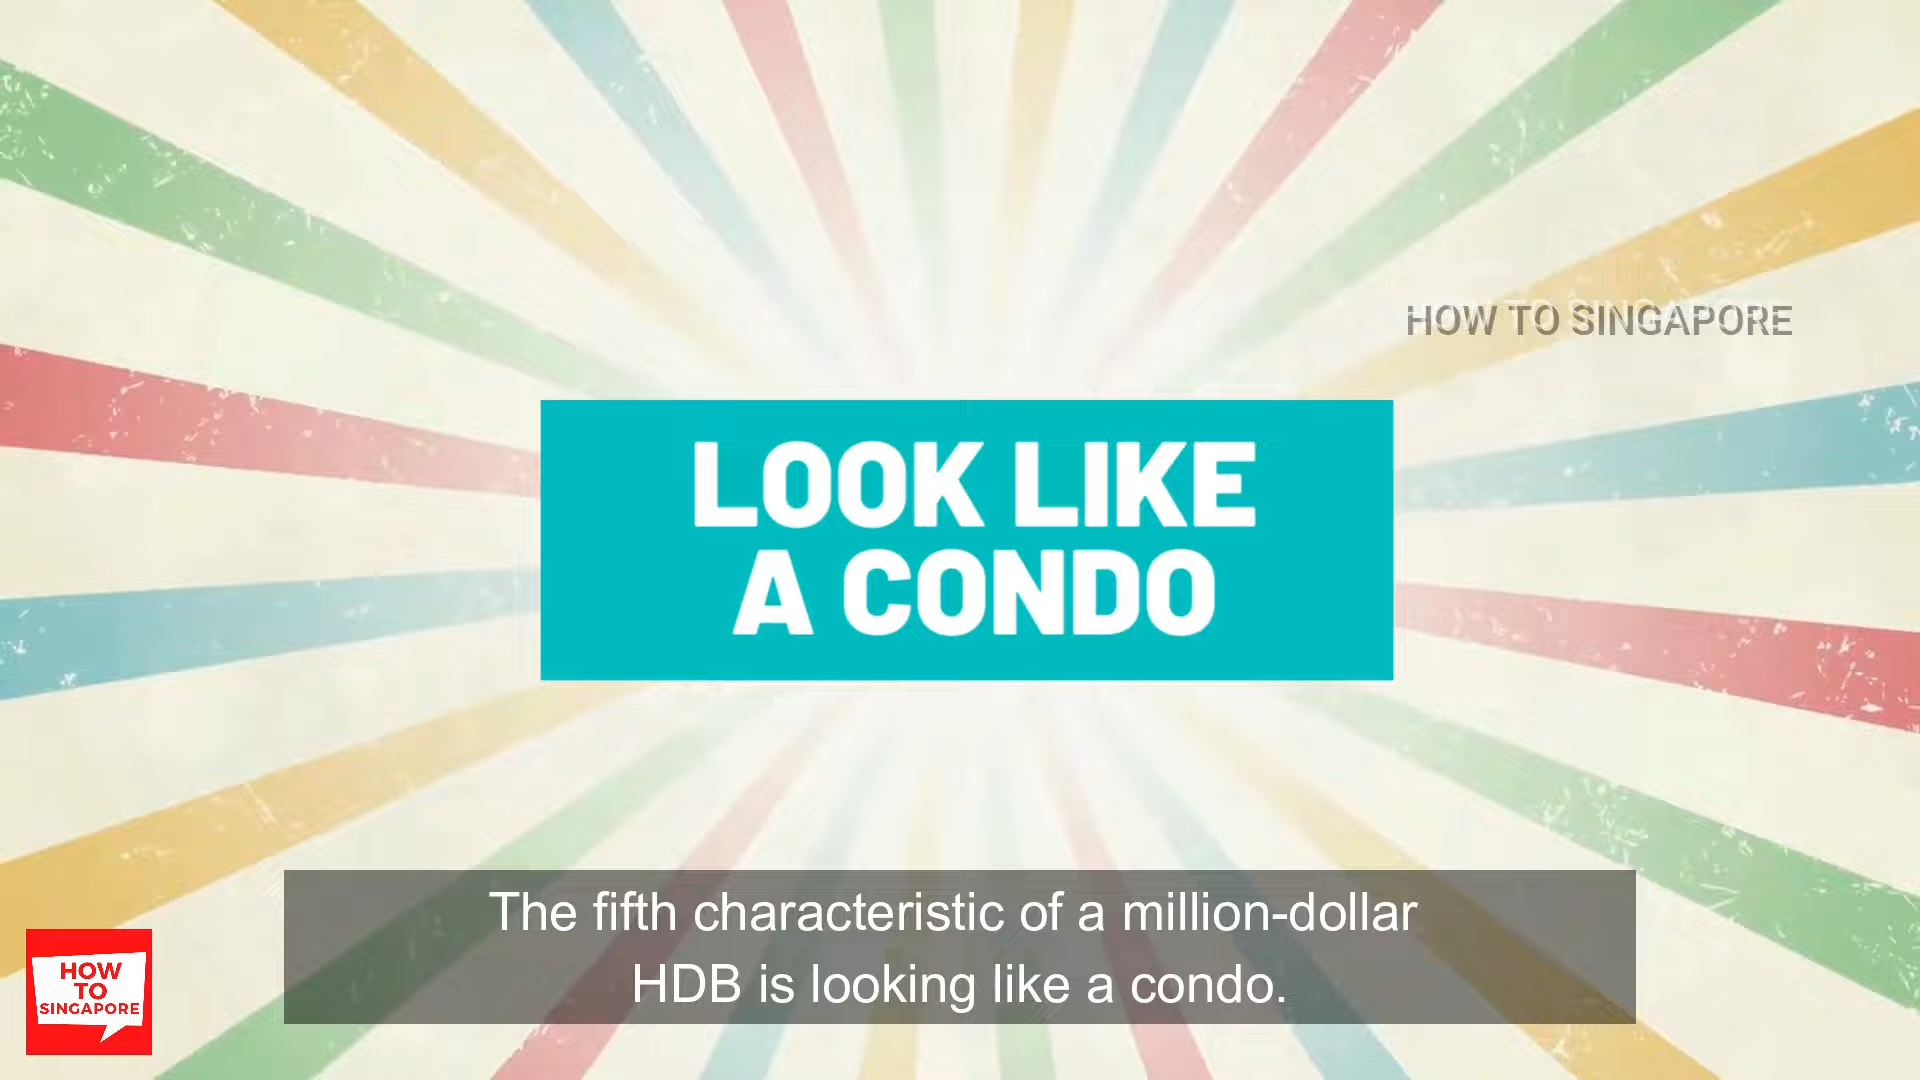 HOW TO SINGAPORE
LOOK LIKE
A CONDO
The fifth characteristic of a million-dollar
HDB is looking like a condo.
HOW
TO
SINGAPORE